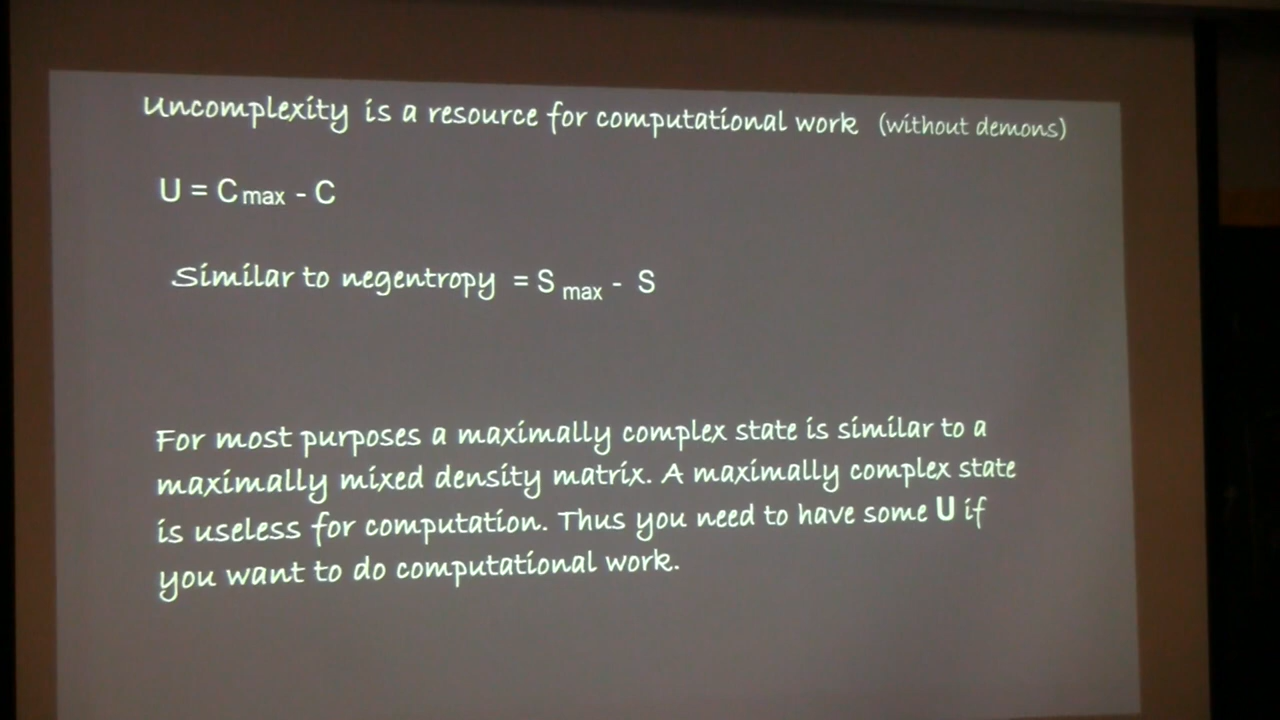 Uncomplexity is a resource for computational work (without demons)
U = Cmax - C
Similar to negentropy = S max - S
For most purposes a maximally complex state is similar to a
maximally mixed density matrix. A maximally complex state
is useless for computation. Thus you need to have some U if
you want to do computational work.